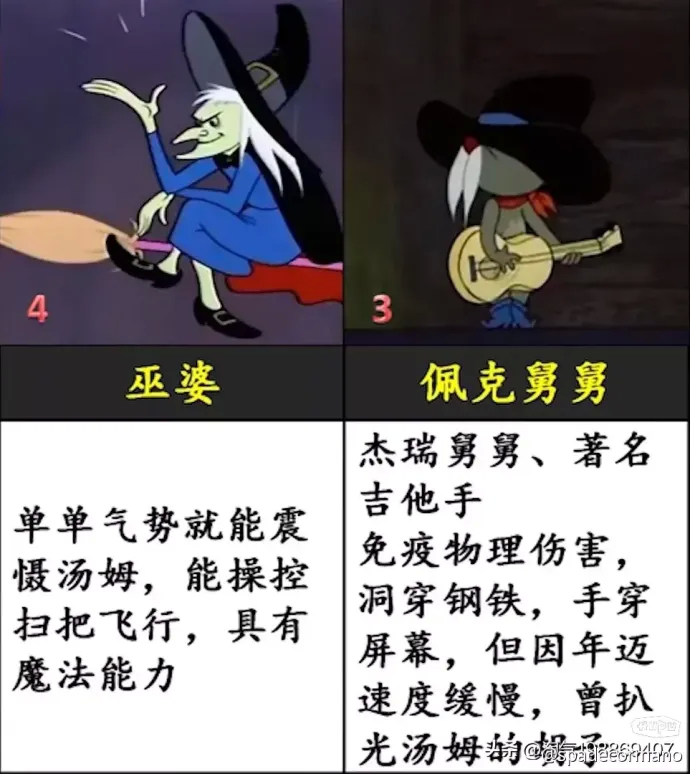 4
3
巫婆
佩克舅舅
单单气势就能震
慑汤姆，能操控
扫把飞行，具有
魔法能力
杰瑞舅舅、著名
吉他手
免疫物理伤害，
洞穿钢铁，手穿
屏幕，但因年迈
速度缓慢，曾扒
光汤姆的胡子